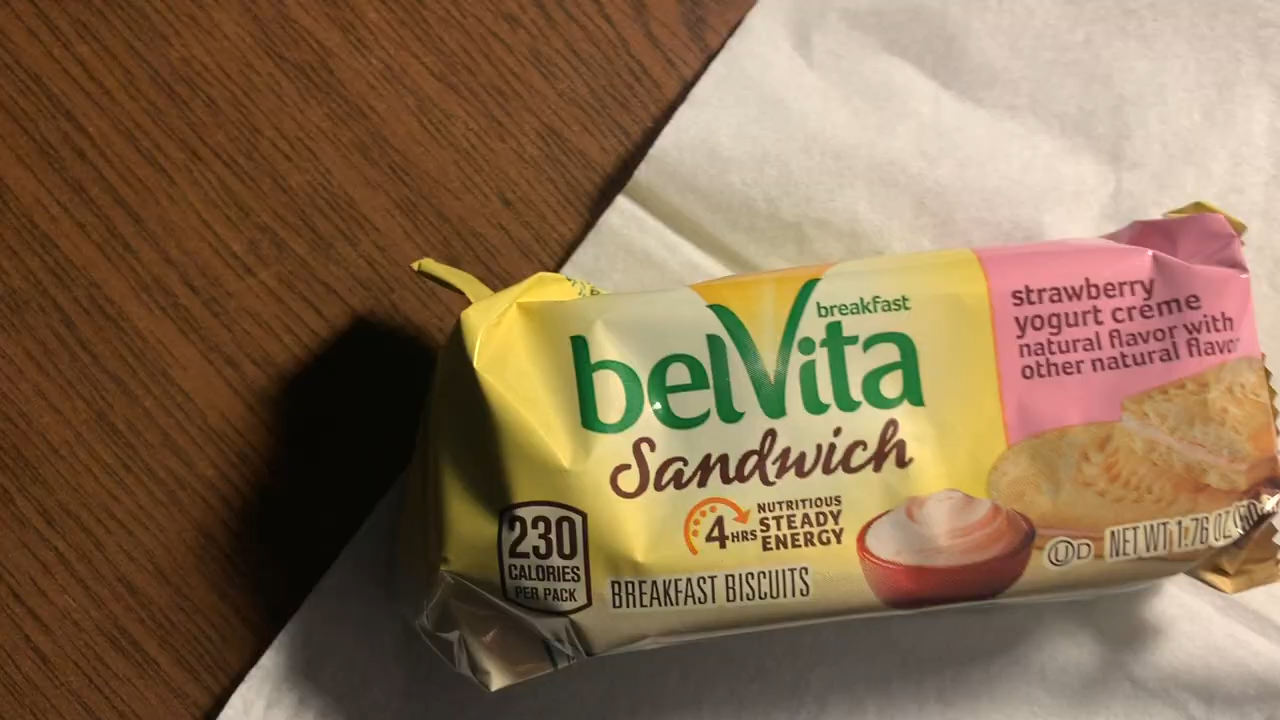 breakfast
belVita
Sandwich
4 HRS
NUTRITIOUS
STEADY
ENERGY
230
CALORIES
PER PACK
BREAKFAST BISCUITS
strawberry
yogurt crème
natural flavor with
other natural flavor
U D
NET WT 1.76 OZ